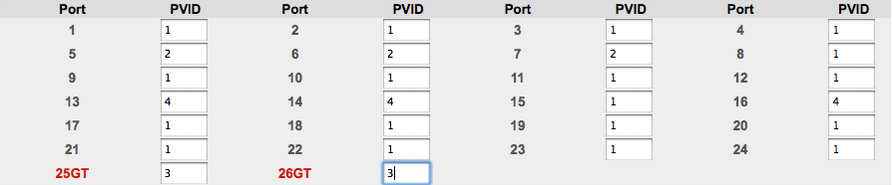 Port PVID Port PVID Port PVID Port PVID
1 1 2 1 3 1 4 1
5 2 6 2 7 2 8 1
9 1 10 1 11 1 12 1
13 4 14 4 15 1 16 4
17 1 18 1 19 1 20 1
21 1 22 1 23 1 24 1
25GT 3 26GT 3